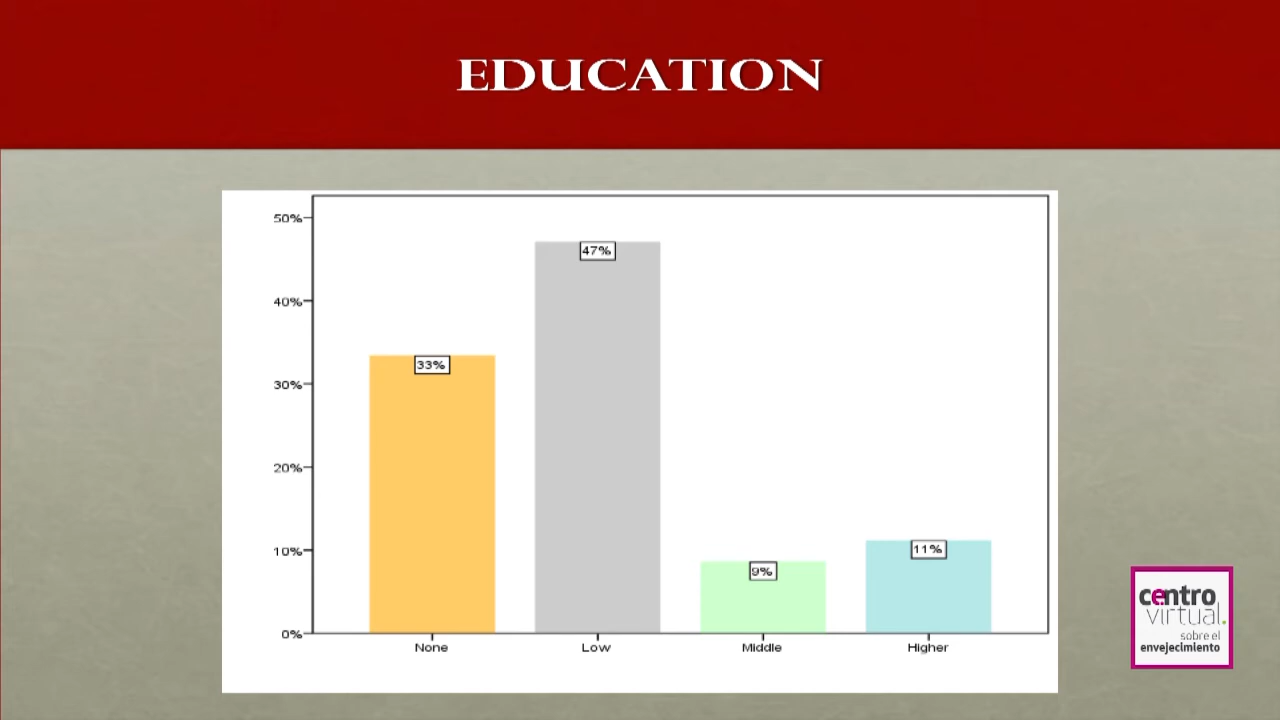 EDUCATION
50%
40%
30%
20%
10%
0%
33%
47%
9%
11%
None
Low
Middle
Higher
centro
virtual.
sobre el
envejecimiento